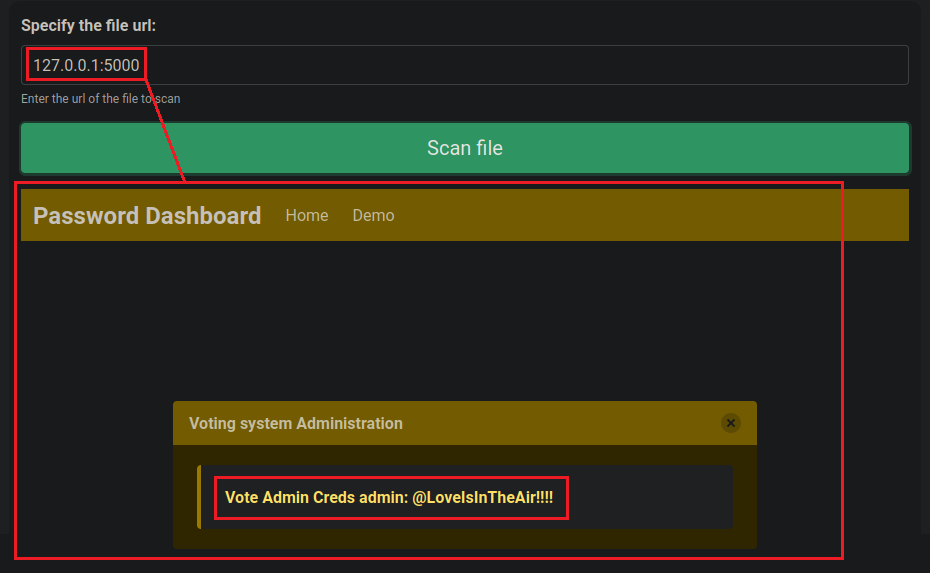 Specify the file url:
127.0.0.1:5000
Enter the url of the file to scan
Scan file
Password Dashboard Home Demo
Voting system Administration
Vote Admin Creds admin: @LoveIsInTheAir!!!!